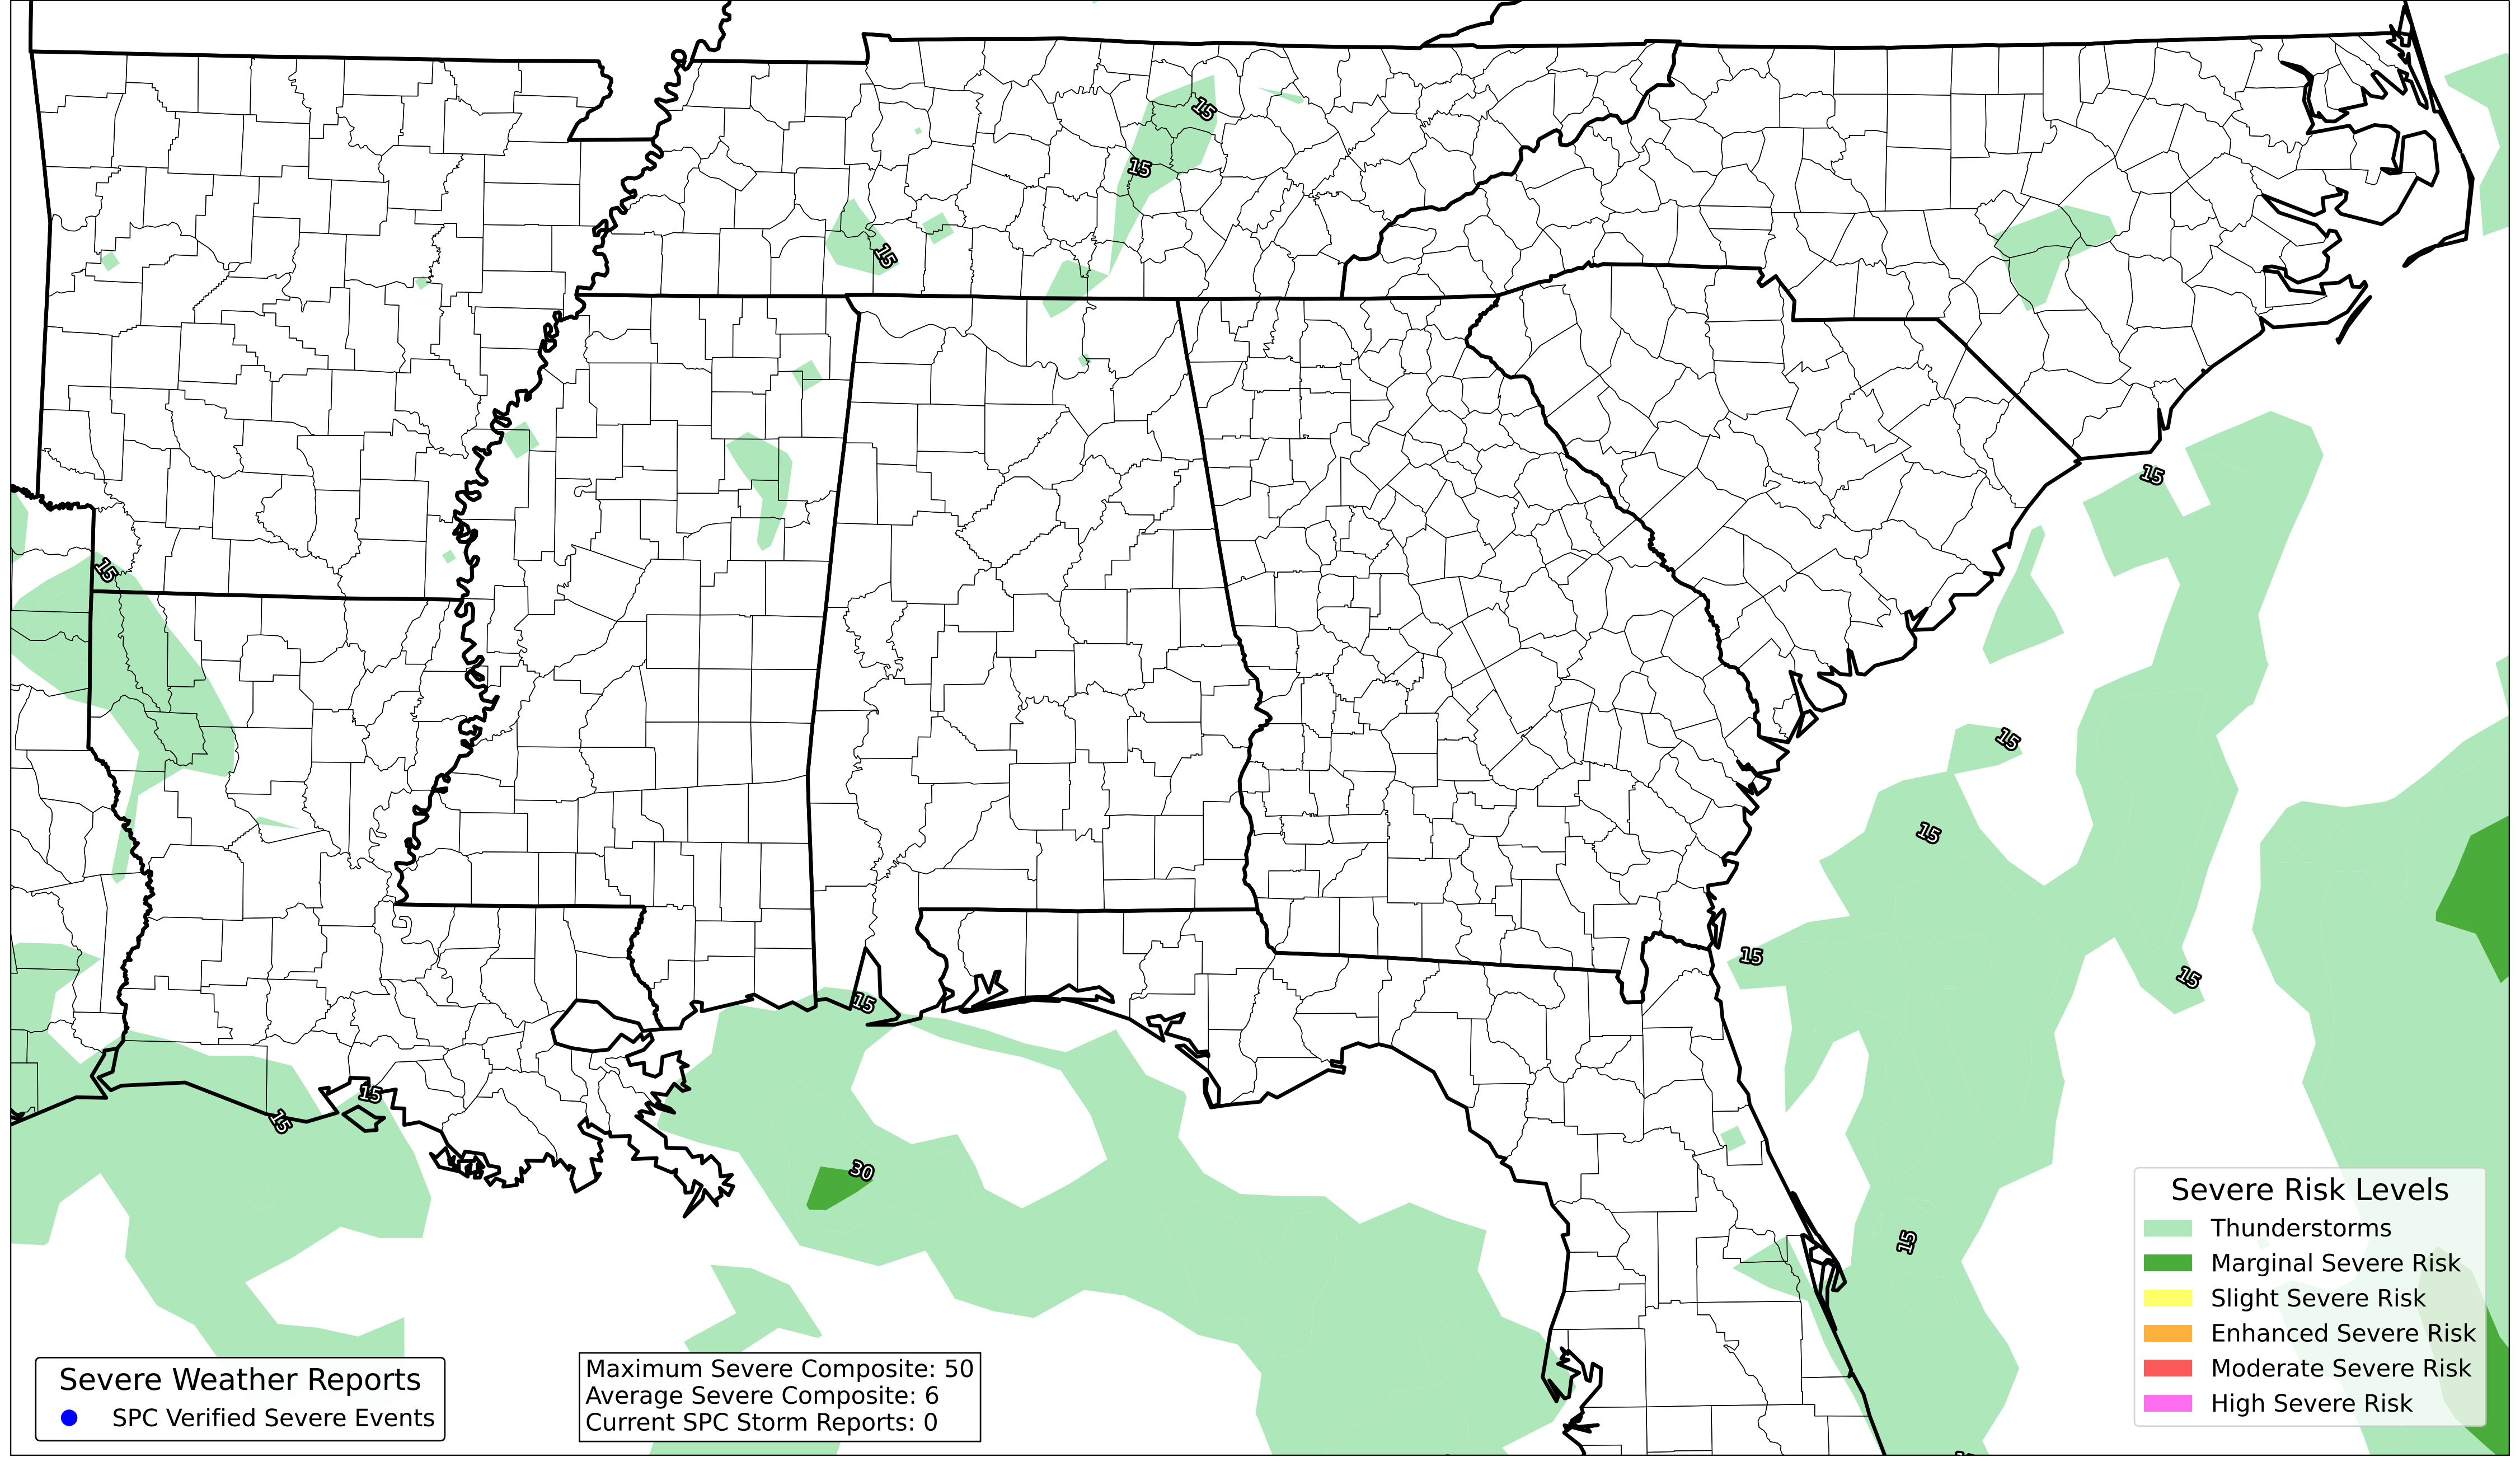 15
15
15
15
15
15
15
15
15
15
15
15
30
15
Severe Risk Levels
Thunderstorms
Marginal Severe Risk
Slight Severe Risk
Enhanced Severe Risk
Moderate Severe Risk
High Severe Risk
Severe Weather Reports
SPC Verified Severe Events
Maximum Severe Composite: 50
Average Severe Composite: 6
Current SPC Storm Reports: 0